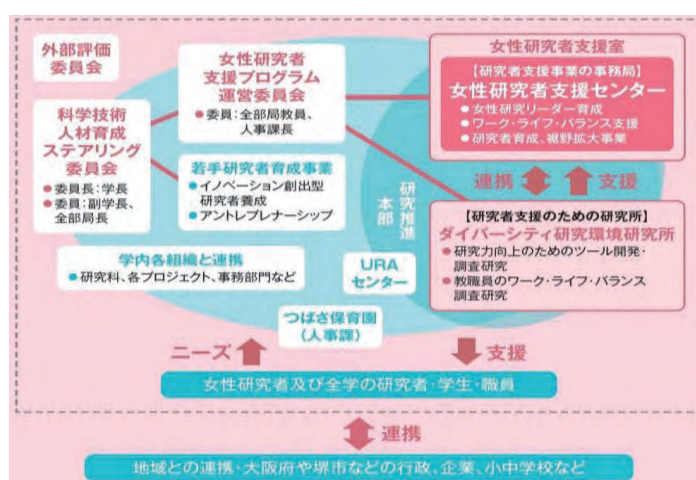 外部評価
委員会
科学技術
人材育成
ステアリング
委員会
●委員長：学長
●委員：副学長、
全部局長
女性研究者
支援プログラム
運営委員会
●委員：全部局教員、
人事課長
若手研究者育成事業
●イノベーション創出型
研究者養成
●アントレプレナーシップ
学内各組織と連携
●研究科、各プロジェクト、事務部門など
研究推進
本部
URA
センター
つばさ保育園
（人事課）
女性研究者支援室
【研究者支援事業の事務局】
女性研究者支援センター
●女性研究リーダー育成
●ワーク・ライフ・バランス支援
●研究者育成、裾野拡大事業
連携
支援
【研究者支援のための研究所】
ダイバーシティ研究環境研究所
●研究力向上のためのツール開発・
調査研究
●教職員のワーク・ライフ・バランス
調査研究
ニーズ
支援
女性研究者及び全学の研究者・学生・職員
連携
地域との連携・大阪府や堺市などの行政、企業、小中学校など